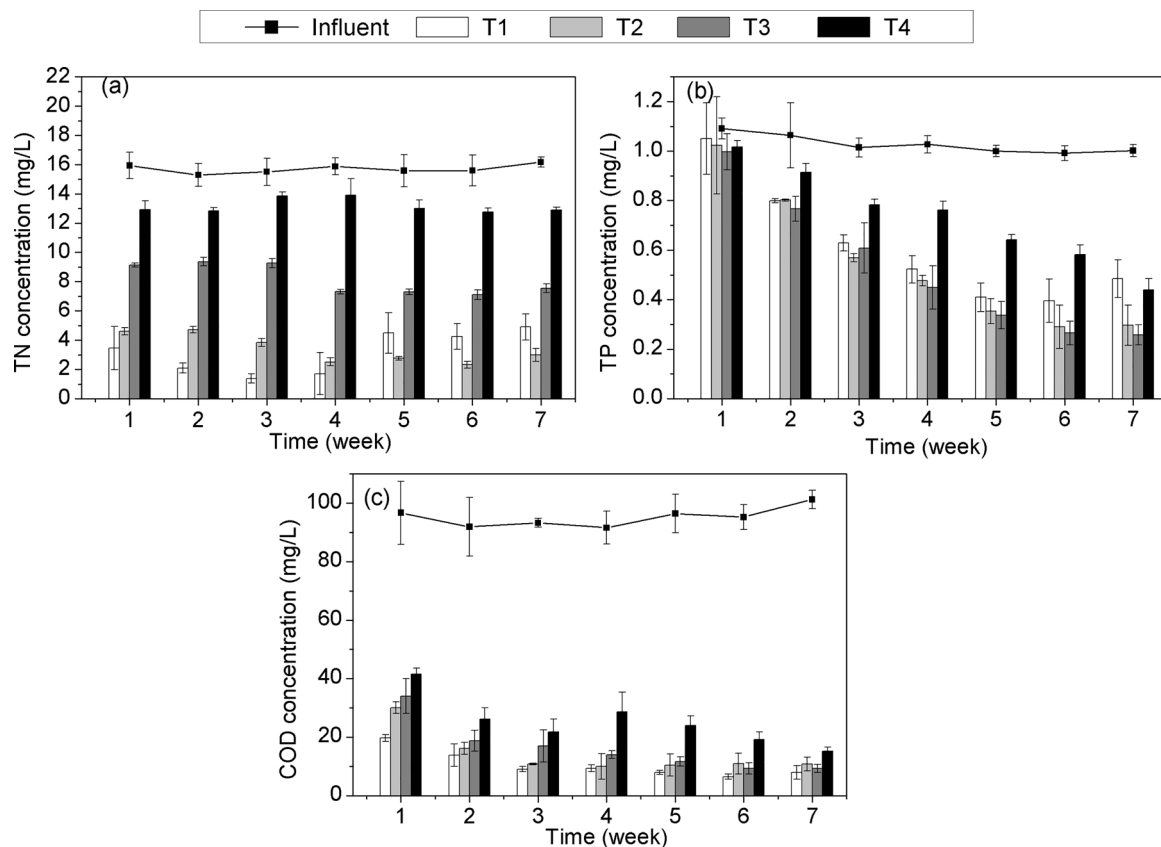 Influent T1 T2 T3 T4
(a)
TN concentration (mg/L)
22
20
18
16
14
12
10
8
6
4
2
0
1 2 3 4 5 6 7
Time (week)
(b)
TP concentration (mg/L)
1.2
1.0
0.8
0.6
0.4
0.2
0.0
1 2 3 4 5 6 7
Time (week)
(c)
COD concentration (mg/L)
100
80
60
40
20
0
1 2 3 4 5 6 7
Time (week)